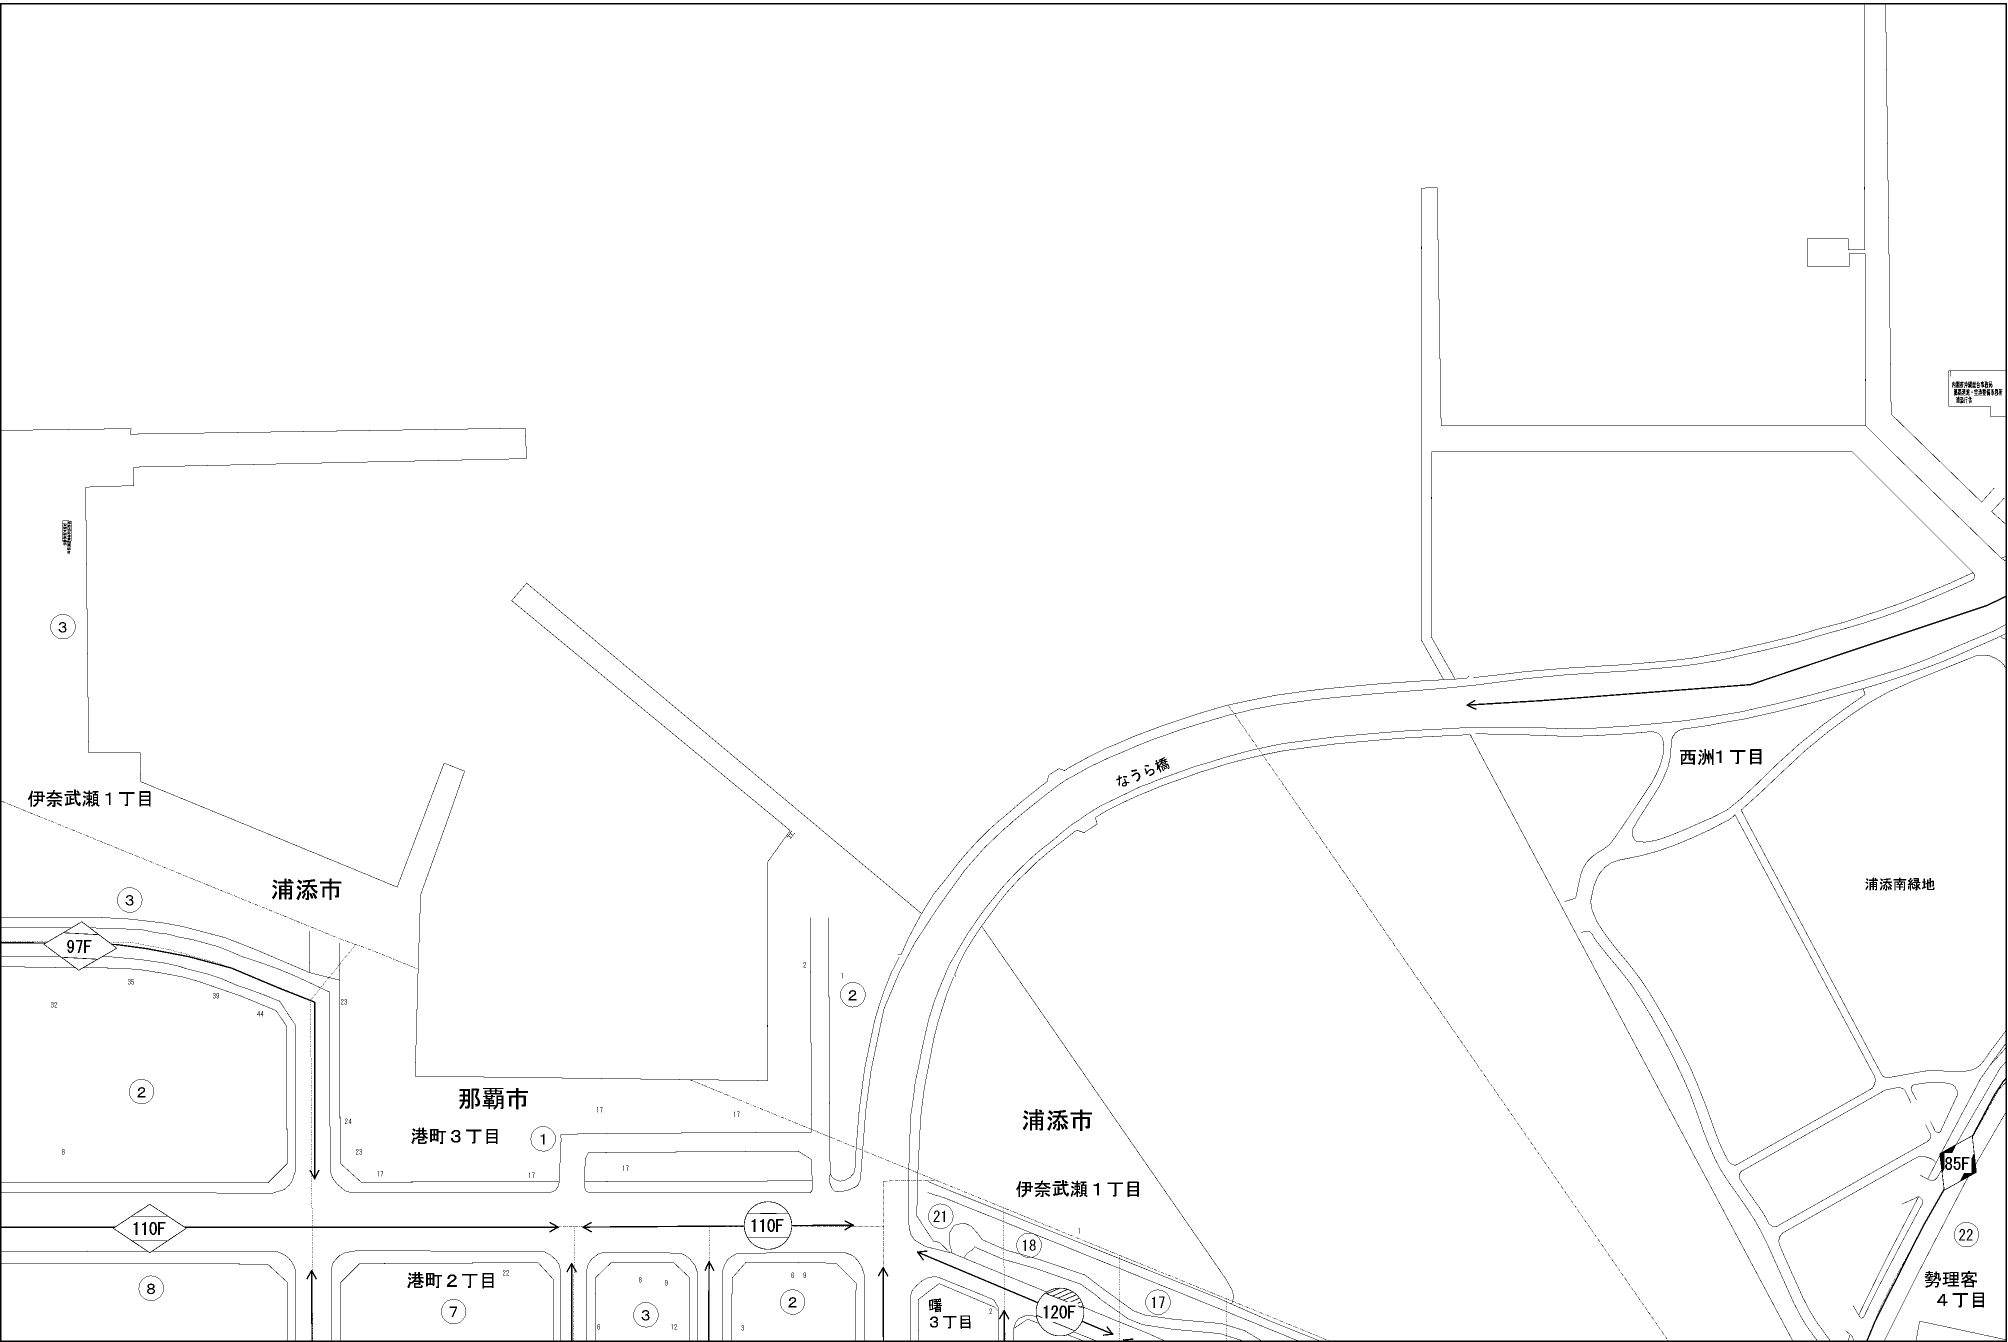 3
伊奈武瀬１丁目
浦添市
3
97F
35
32
39
44
23
2
8
24
23
17
17
那覇市
港町３丁目
1
17
17
17
2
1
2
なうら橋
西洲1丁目
浦添南緑地
浦添市
伊奈武瀬１丁目
1
110F
110F
21
18
17
120F
85F
22
勢理客
４丁目
8
港町２丁目
22
7
8
9
3
6
12
6
9
2
3
曙
３丁目
2